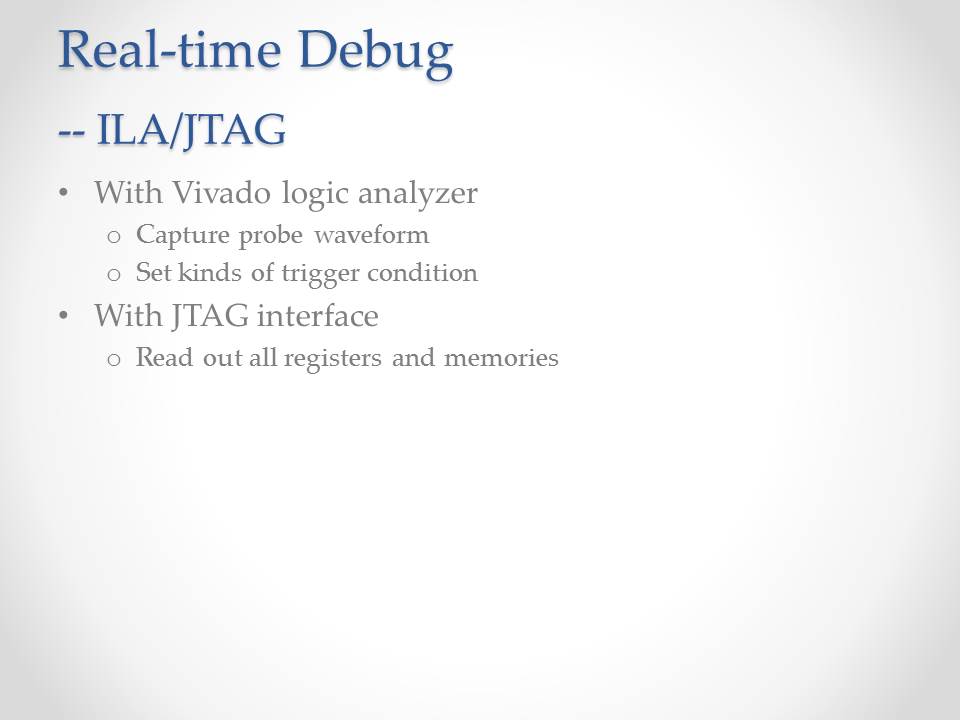 Real-time Debug
-- ILA/JTAG
• With Vivado logic analyzer
o Capture probe waveform
o Set kinds of trigger condition
• With JTAG interface
o Read out all registers and memories